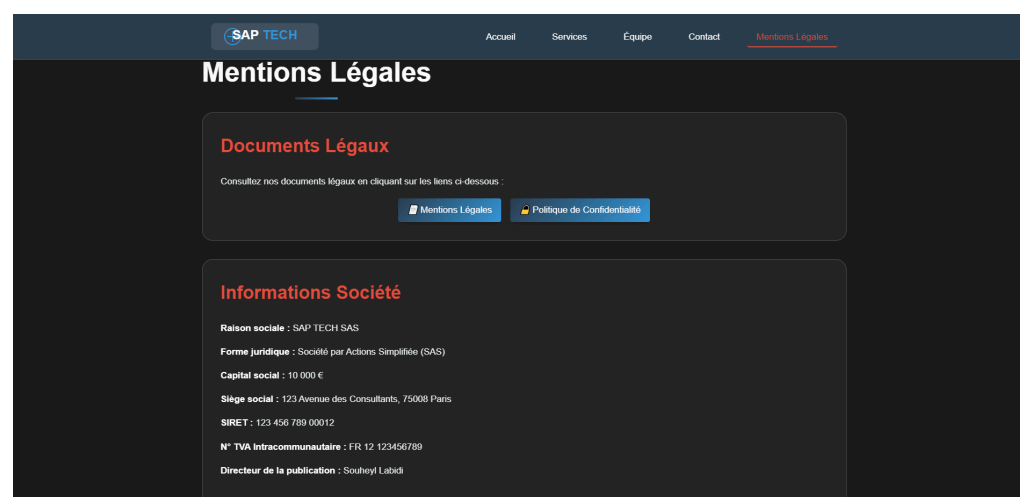 SAP TECH
Accueil Services Équipe Contact Mentions Légales
Mentions Légales
Documents Légaux
Consultez nos documents légaux en cliquant sur les liens ci-dessous :
Mentions Légales Politique de Confidentialité
Informations Société
Raison sociale : SAP TECH SAS
Forme juridique : Société par Actions Simplifiée (SAS)
Capital social : 10 000 €
Siège social : 123 Avenue des Consultants, 75008 Paris
SIRET : 123 456 789 00012
N° TVA Intracommunautaire : FR 12 123456789
Directeur de la publication : Souheyl Labidi